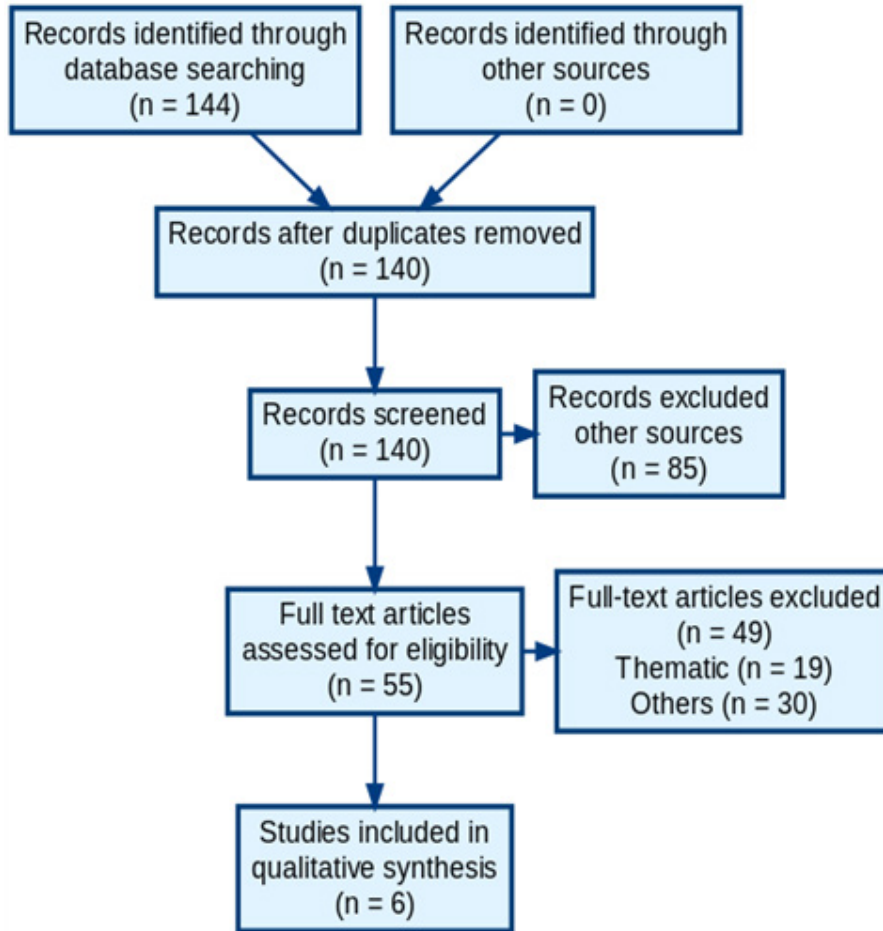 Records identified through
database searching
(n = 144)
Records identified through
other sources
(n = 0)
Records after duplicates removed
(n = 140)
Records screened
(n = 140)
Records excluded
other sources
(n = 85)
Full text articles
assessed for eligibility
(n = 55)
Full-text articles excluded
(n = 49)
Thematic (n = 19)
Others (n = 30)
Studies included in
qualitative synthesis
(n = 6)